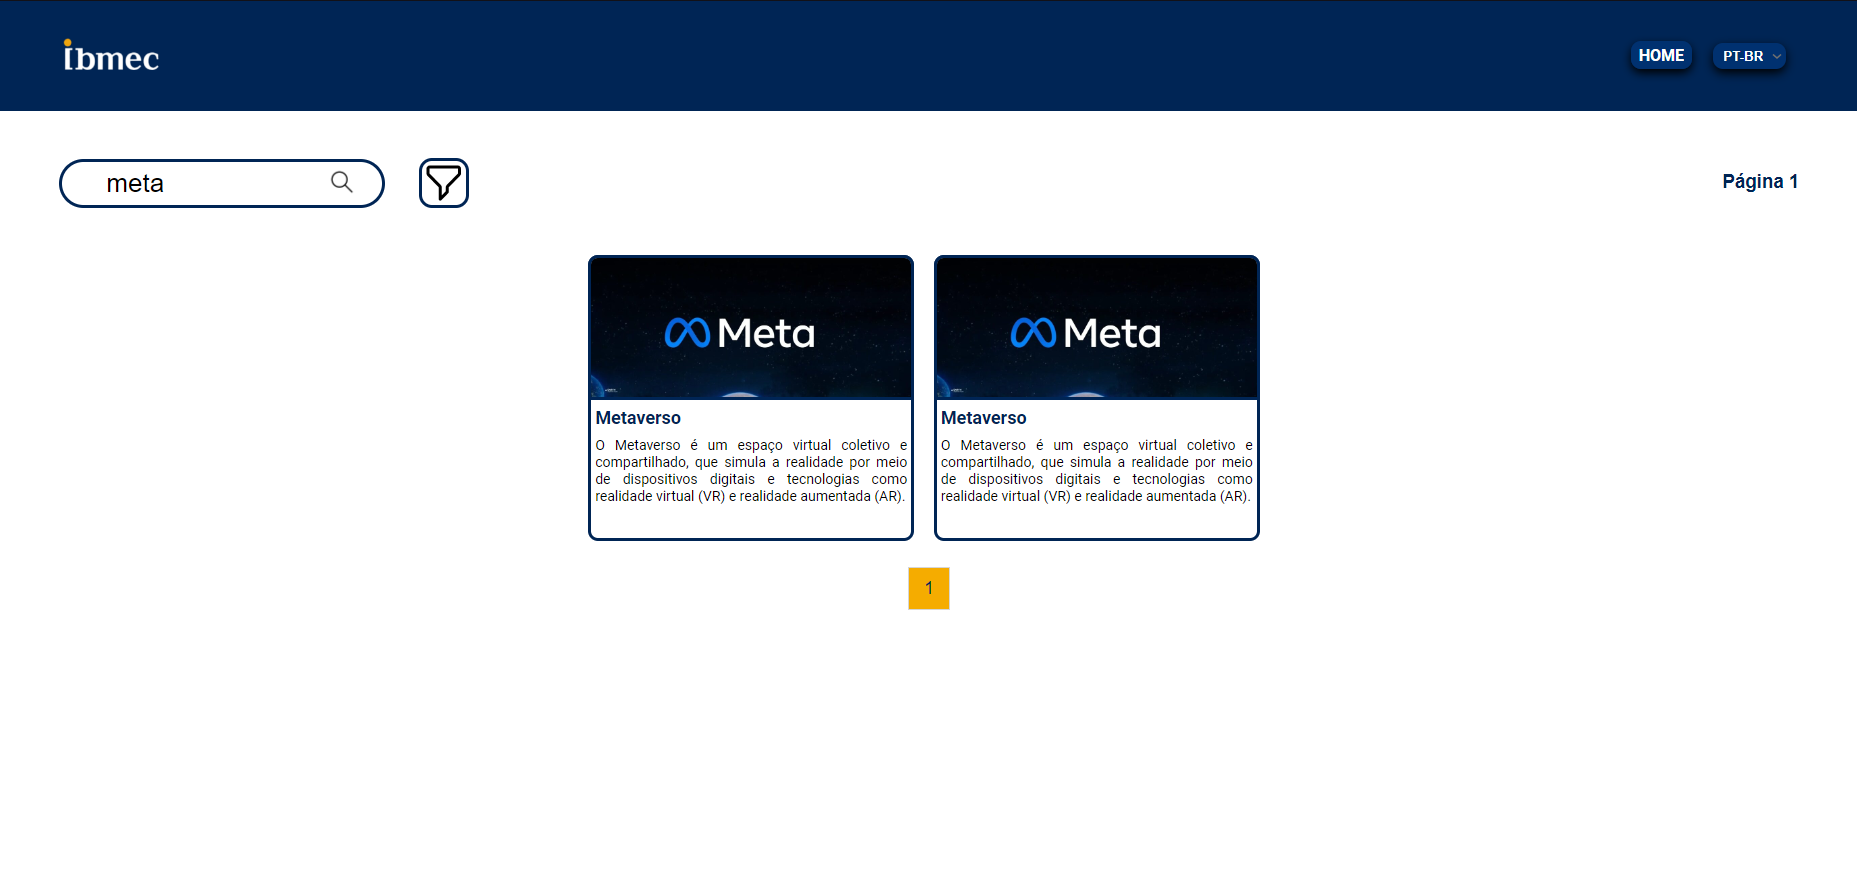 ibmec
HOME
PT-BR
meta
Página 1
Meta
Metaverso
O Metaverso é um espaço virtual coletivo e
compartilhado, que simula a realidade por meio
de dispositivos digitais e tecnologias como
realidade virtual (VR) e realidade aumentada (AR).
Meta
Metaverso
O Metaverso é um espaço virtual coletivo e
compartilhado, que simula a realidade por meio
de dispositivos digitais e tecnologias como
realidade virtual (VR) e realidade aumentada (AR).
1